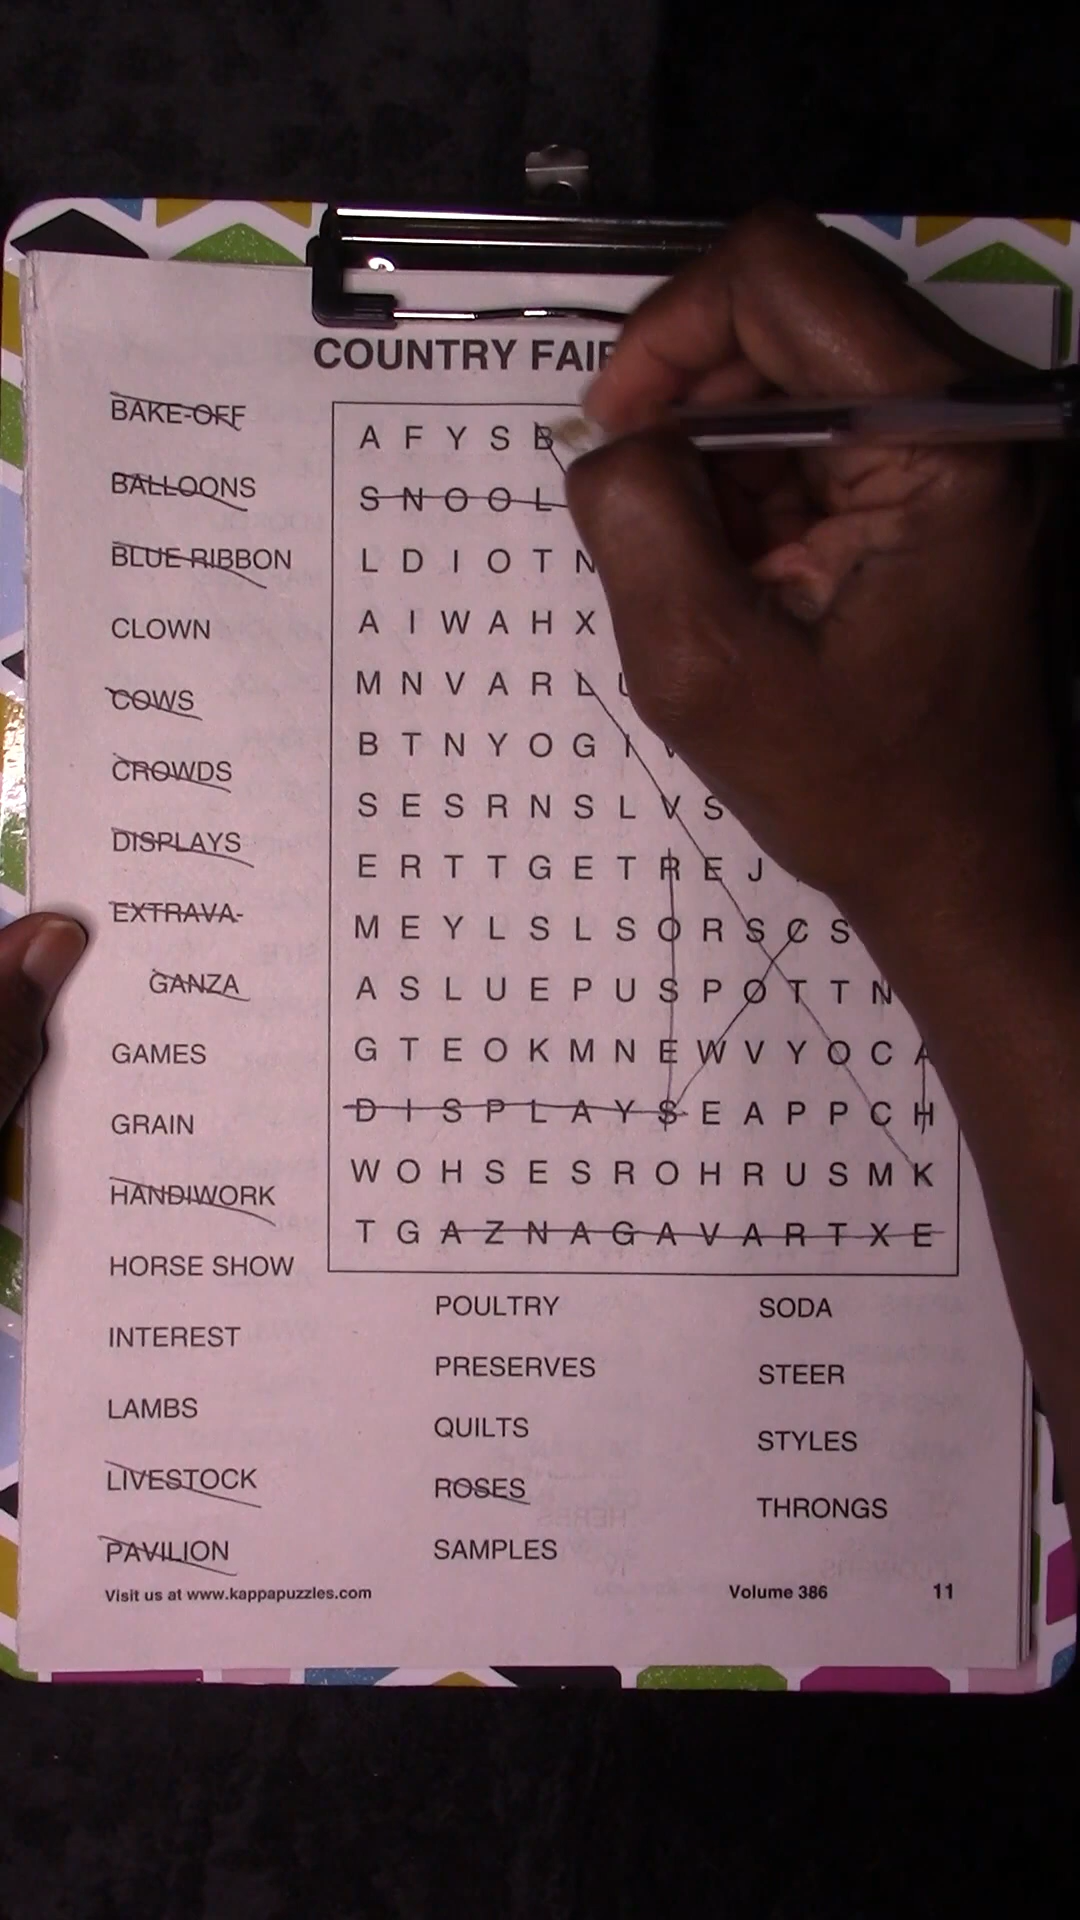 COUNTRY FAIR
BAKE-OFF
BALLOONS
BLUE RIBBON
CLOWN
COWS
CROWDS
DISPLAYS
EXTRAVA-
GANZA
GAMES
GRAIN
HANDIWORK
HORSE SHOW
INTEREST
LAMBS
LIVESTOCK
PAVILION
A F Y S B
S N O O L
L D I O T N
A I W A H X
M N V A R L U
B T N Y O G I V
S E S R N S L V S
E R T T G E T R E J
M E Y L S L S O R S C S
A S L U E P U S P O T T N
G T E O K M N E W V Y O C A
D I S P L A Y S E A P P C H
W O H S E S R O H R U S M K
T G A Z N A G A V A R T X E
POULTRY
PRESERVES
QUILTS
ROSES
SAMPLES
SODA
STEER
STYLES
THRONGS
Visit us at www.kappapuzzles.com
Volume 386
11